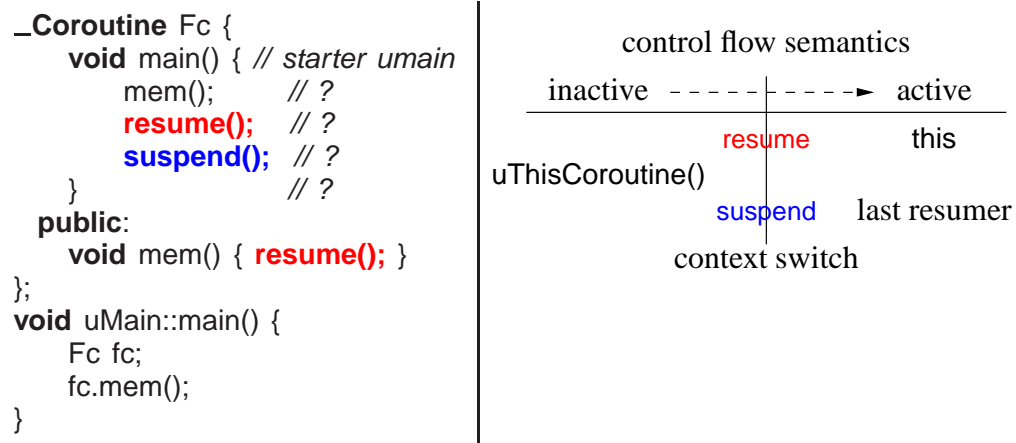 _Coroutine Fc {
void main() { // starter umain
mem(); // ?
resume(); // ?
suspend(); // ?
} // ?
public:
void mem() { resume(); }
};
void uMain::main() {
Fc fc;
fc.mem();
}
control flow semantics
inactive active
resume this
uThisCoroutine()
suspend last resumer
context switch